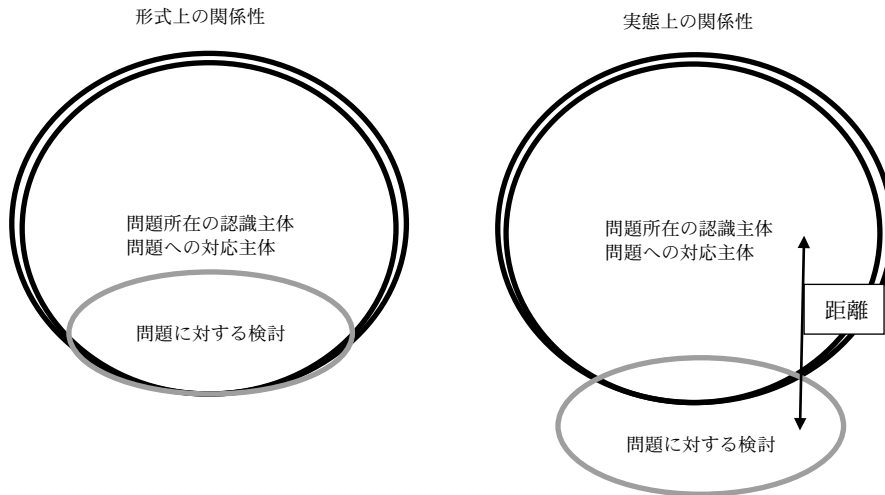 形式上の関係性
問題所在の認識主体
問題への対応主体
問題に対する検討
実態上の関係性
問題所在の認識主体
問題への対応主体
距離
問題に対する検討